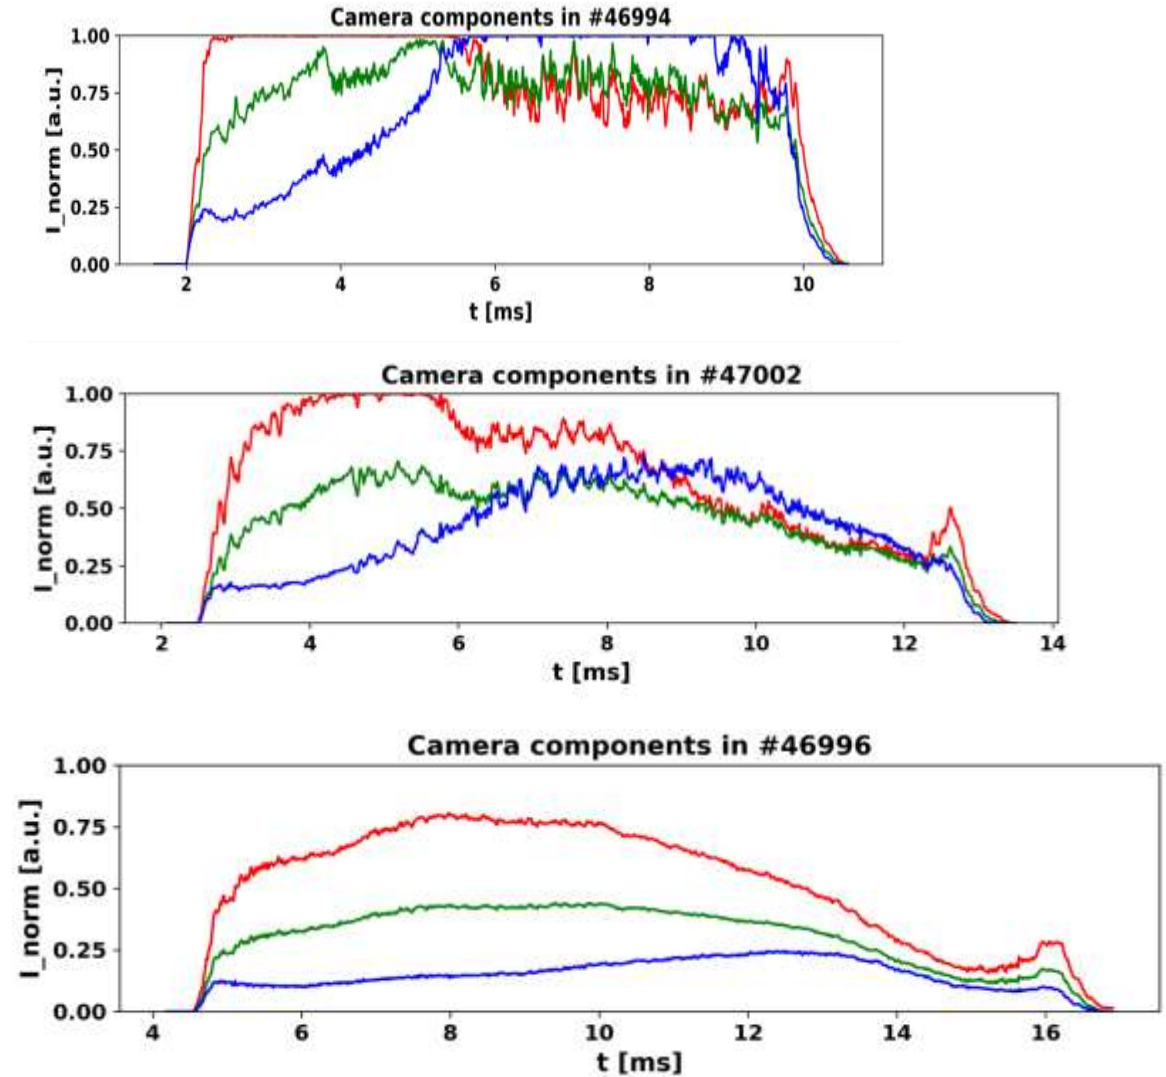 Camera components in #46994
I_norm [a.u.]
1.00
0.75
0.50
0.25
0.00
2 4 6 8 10
t [ms]
Camera components in #47002
I_norm [a.u.]
1.00
0.75
0.50
0.25
0.00
2 4 6 8 10 12 14
t [ms]
Camera components in #46996
I_norm [a.u.]
1.00
0.75
0.50
0.25
0.00
4 6 8 10 12 14 16
t [ms]